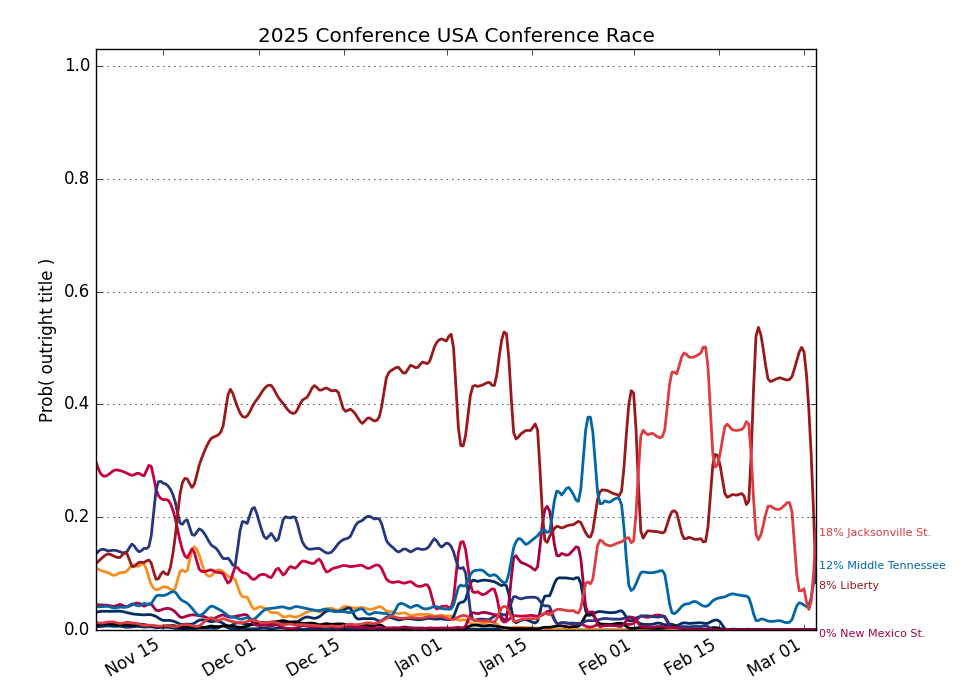 2025 Conference USA Conference Race
Prob( outright title )
1.0
0.8
0.6
0.4
0.2
0.0
18% Jacksonville St.
12% Middle Tennessee
8% Liberty
0% New Mexico St.
Nov 15
Dec 01
Dec 15
Jan 01
Jan 15
Feb 01
Feb 15
Mar 01